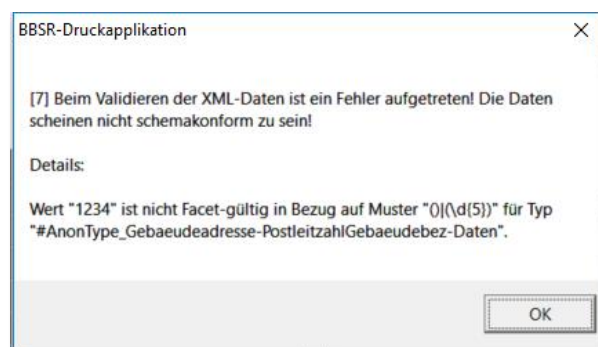 BBSR-Druckapplikation
[7] Beim Validieren der XML-Daten ist ein Fehler aufgetreten! Die Daten
scheinen nicht schemakonform zu sein!
Details:
Wert "1234" ist nicht Facet-gültig in Bezug auf Muster "()|(\d{5})" für Typ
"#AnonType_Gebaeudeadresse-PostleitzahlGebaeudebez-Daten".
OK